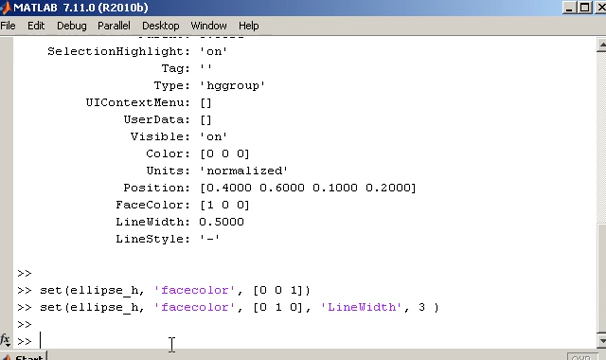 MATLAB 7.11.0 (R2010b)
File Edit Debug Parallel Desktop Window Help
SelectionHighlight: 'on'
Tag: ''
Type: 'hggroup'
UIContextMenu: []
UserData: []
Visible: 'on'
Color: [0 0 0]
Units: 'normalized'
Position: [0.4000 0.6000 0.1000 0.2000]
FaceColor: [1 0 0]
LineWidth: 0.5000
LineStyle: '-'
>>
>> set(ellipse_h, 'facecolor', [0 0 1])
>> set(ellipse_h, 'facecolor', [0 1 0], 'LineWidth', 3 )
>>
fx >>
Start OVR